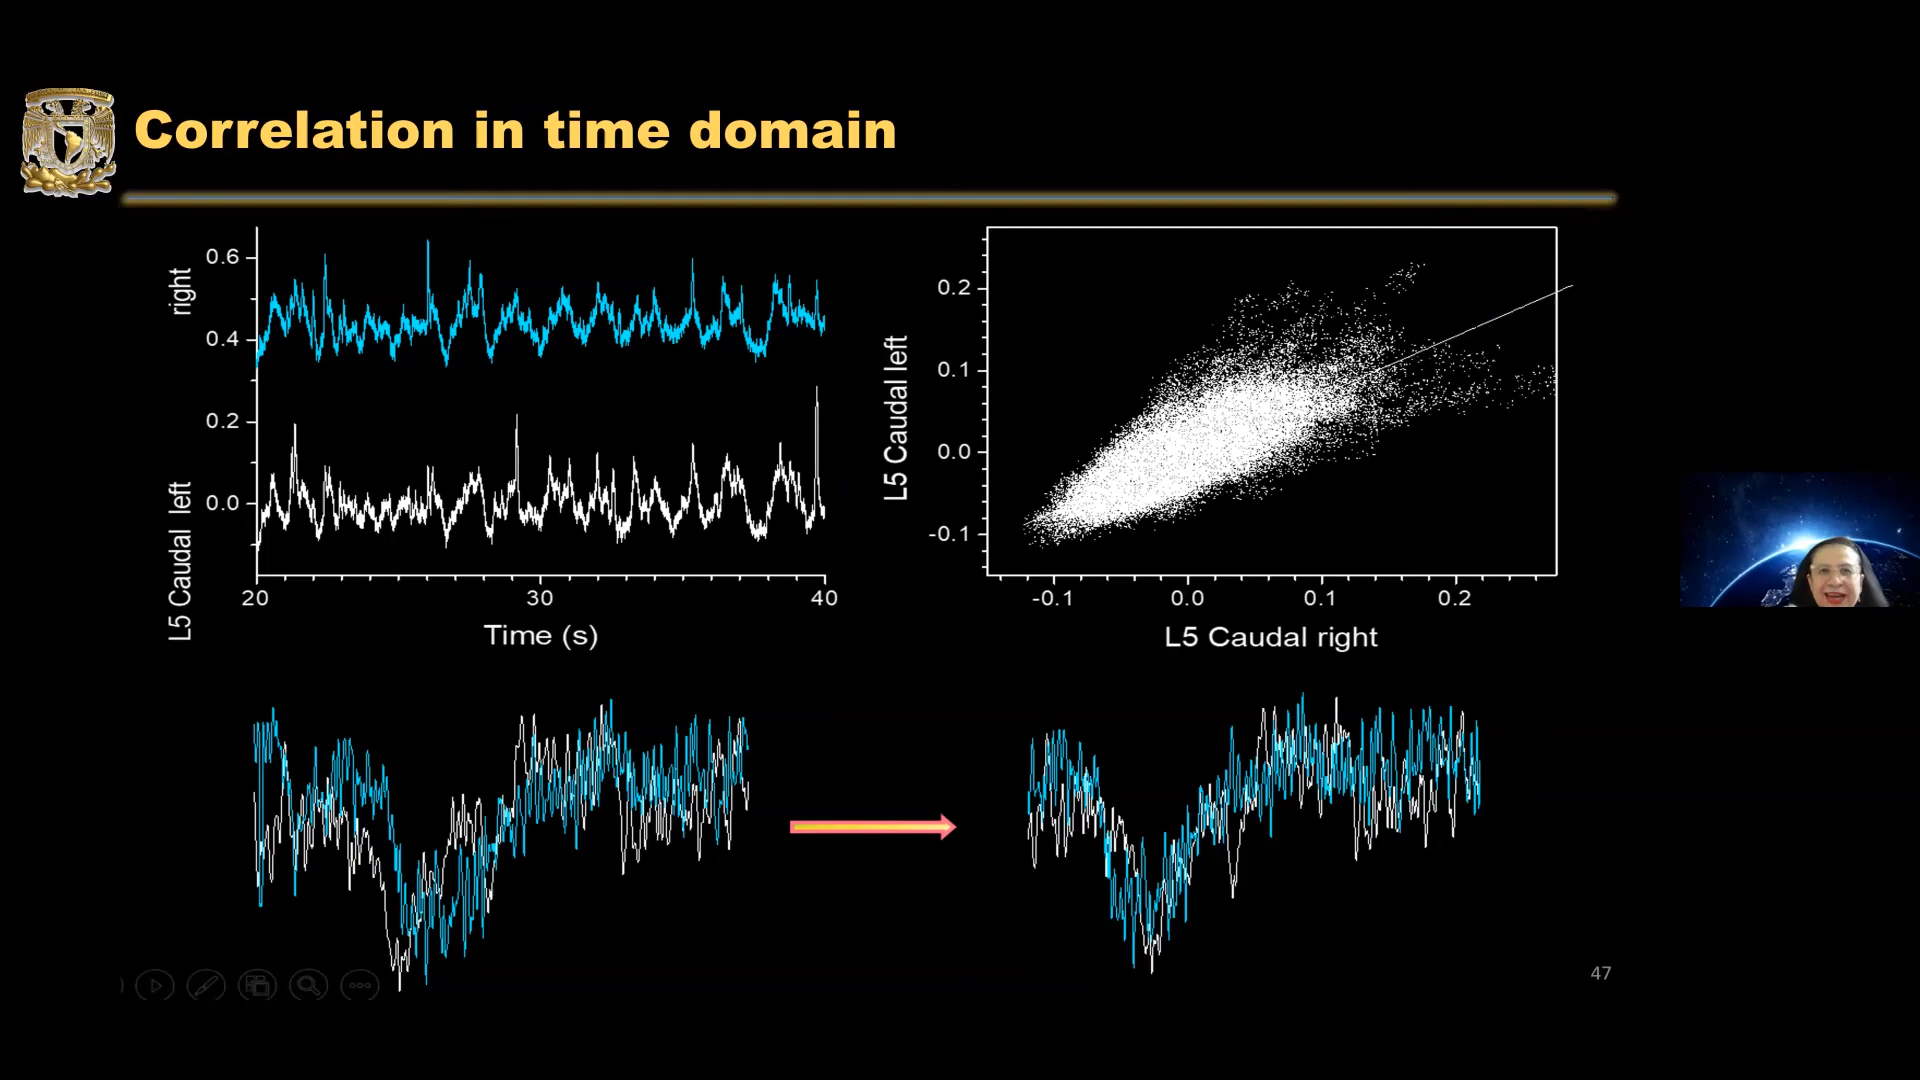 Correlation in time domain
right
L5 Caudal left
0.6
0.4
0.2
0.0
20
30
40
Time (s)
L5 Caudal left
0.2
0.1
0.0
-0.1
-0.1
0.0
0.1
0.2
L5 Caudal right
47